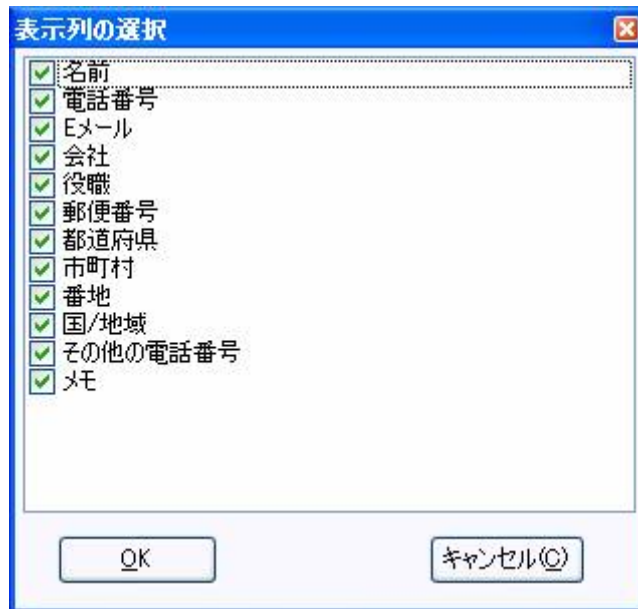 表示列の選択
名前
電話番号
Eメール
会社
役職
郵便番号
都道府県
市町村
番地
国/地域
その他の電話番号
メモ
OK
キャンセル(C)